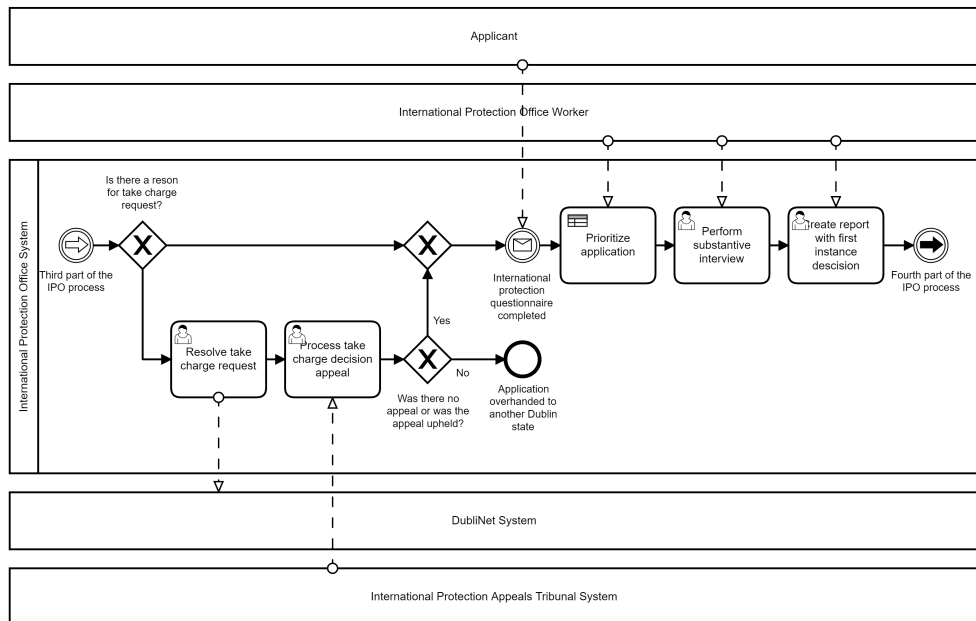 Applicant
International Protection Office Worker
International Protection Office System
Is there a reson
for take charge
request?
Third part of the
IPO process
International
protection
questionnaire
completed
Prioritize
application
Perform
substantive
interview
Create report
with first
instance
descision
Fourth part of the
IPO process
Resolve take
charge request
Process take
charge decision
appeal
Yes
No
Was there no
appeal or was the
appeal upheld?
Application
overhanded to
another Dublin
state
DubliNet System
International Protection Appeals Tribunal System